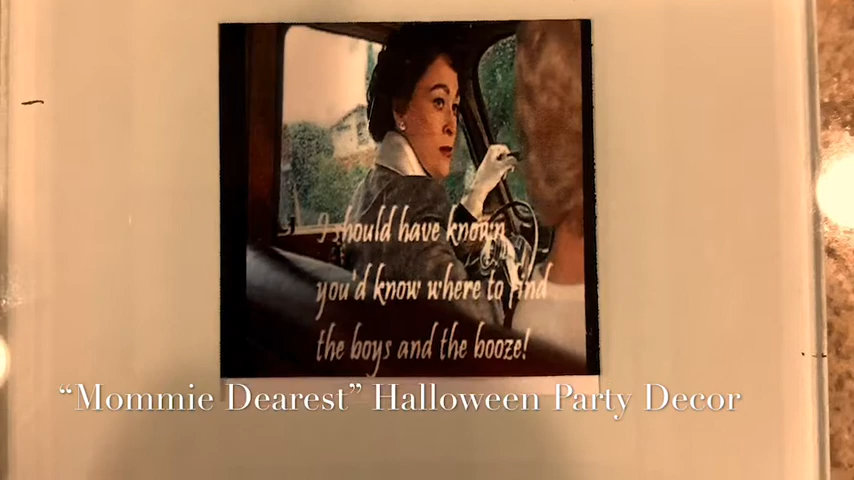 I should have known
you'd know where to find
the boys and the booze!
“Mommie Dearest” Halloween Party Decor